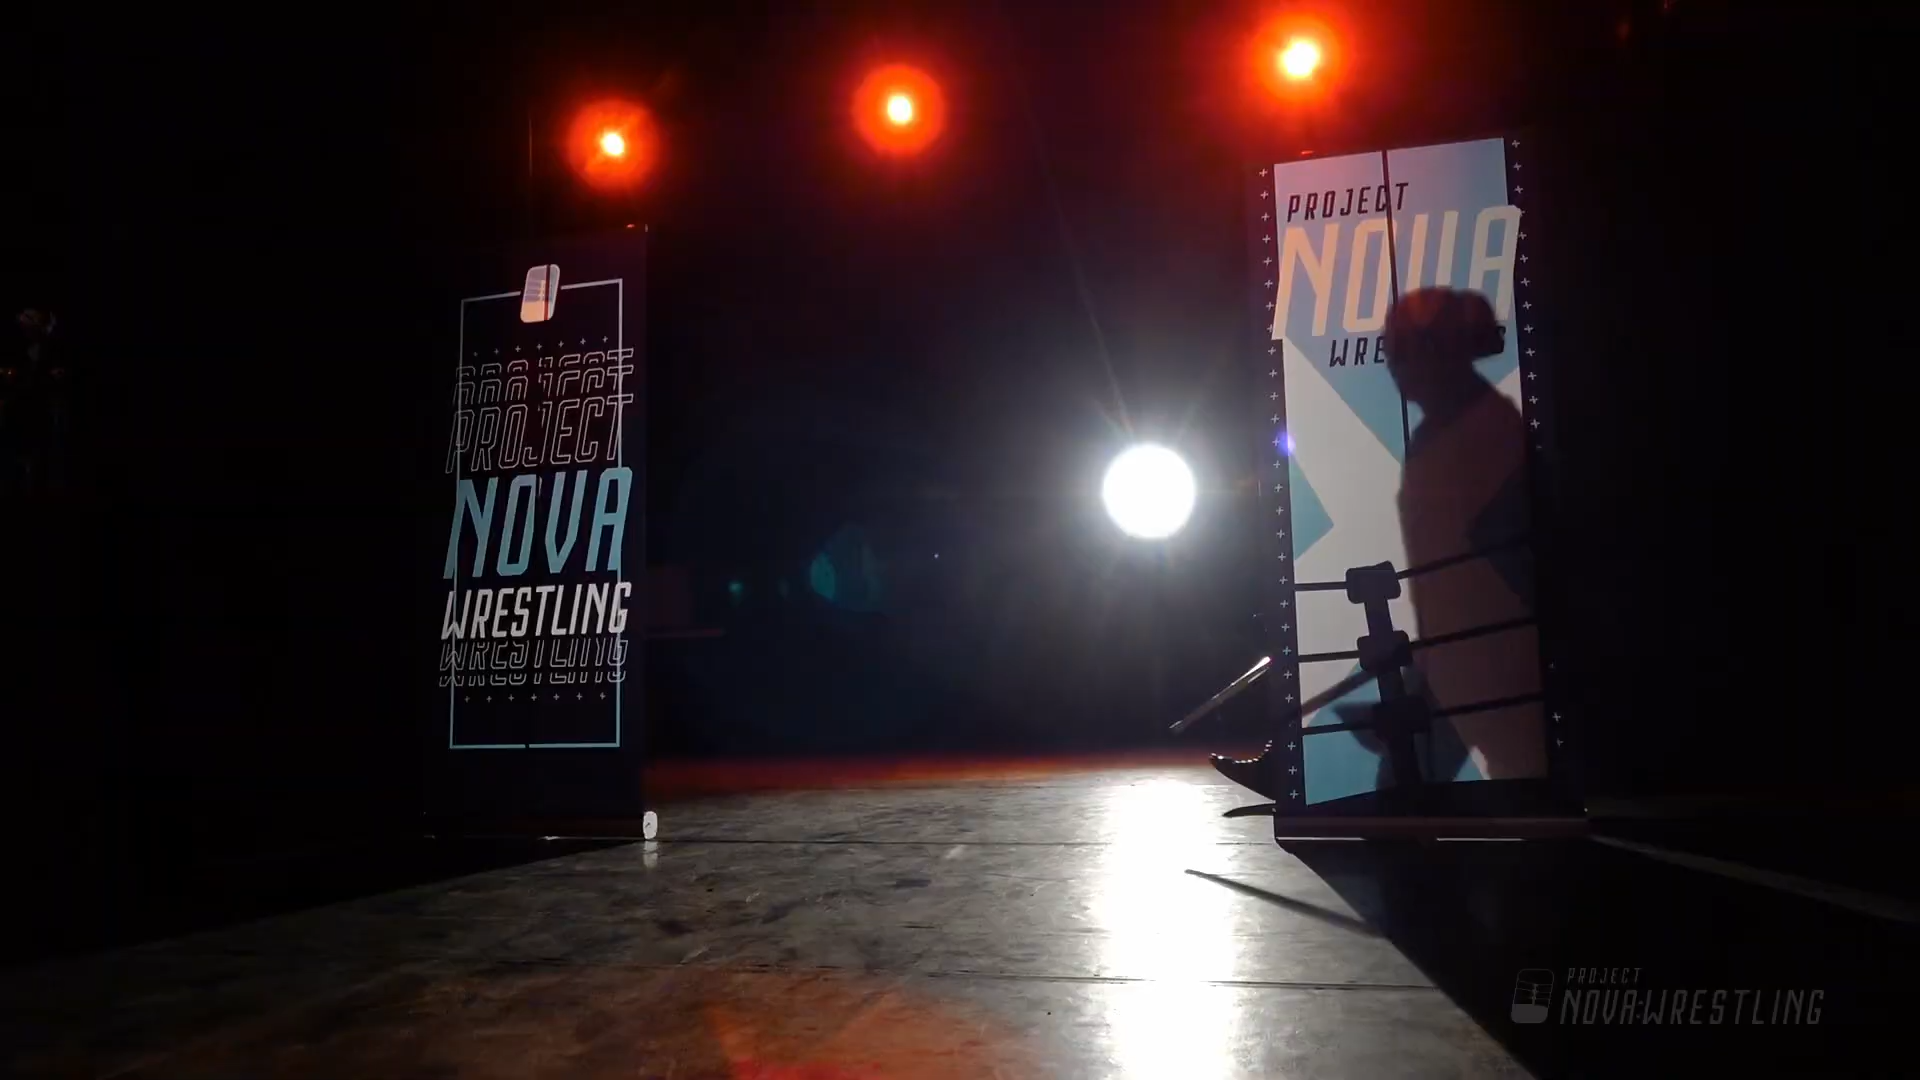 PROJECT
PROJECT
NOVA
WRESTLING
WRESTLING
PROJECT
NOVA
WRE
PROJECT
NOVA:WRESTLING